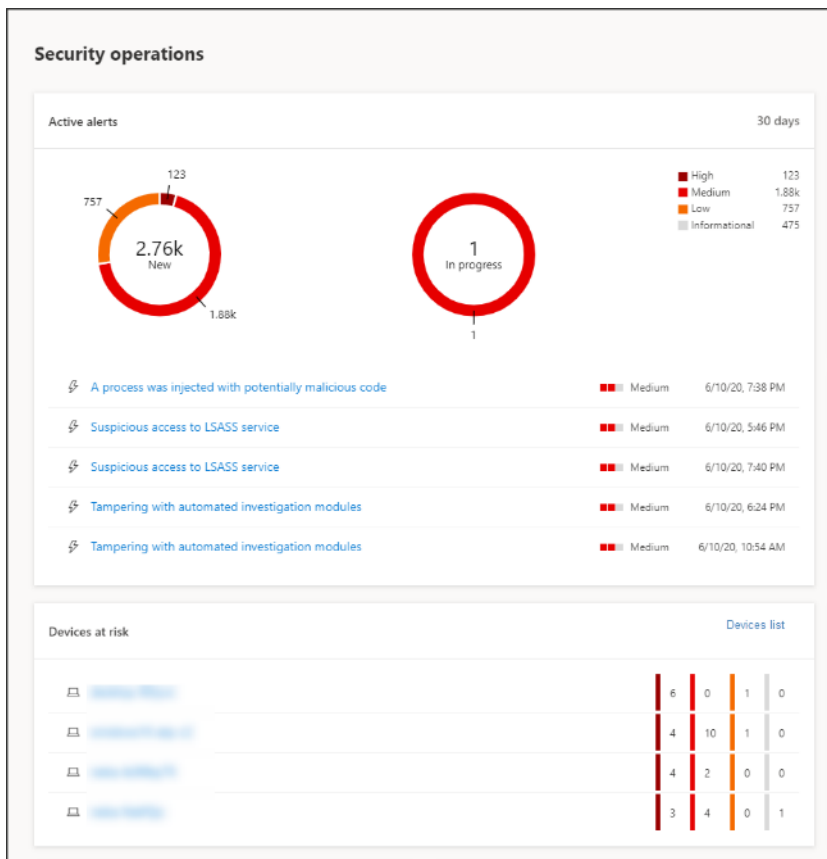 Security operations
Active alerts 30 days
123
757
2.76k
New
1.88k
1
In progress
1
High 123
Medium 1.88k
Low 757
Informational 475
A process was injected with potentially malicious code Medium 6/10/20, 7:38 PM
Suspicious access to LSASS service Medium 6/10/20, 5:46 PM
Suspicious access to LSASS service Medium 6/10/20, 7:40 PM
Tampering with automated investigation modules Medium 6/10/20, 6:24 PM
Tampering with automated investigation modules Medium 6/10/20, 10:54 AM
Devices at risk Devices list
6 0 1 0
4 10 1 0
4 2 0 0
3 4 0 1